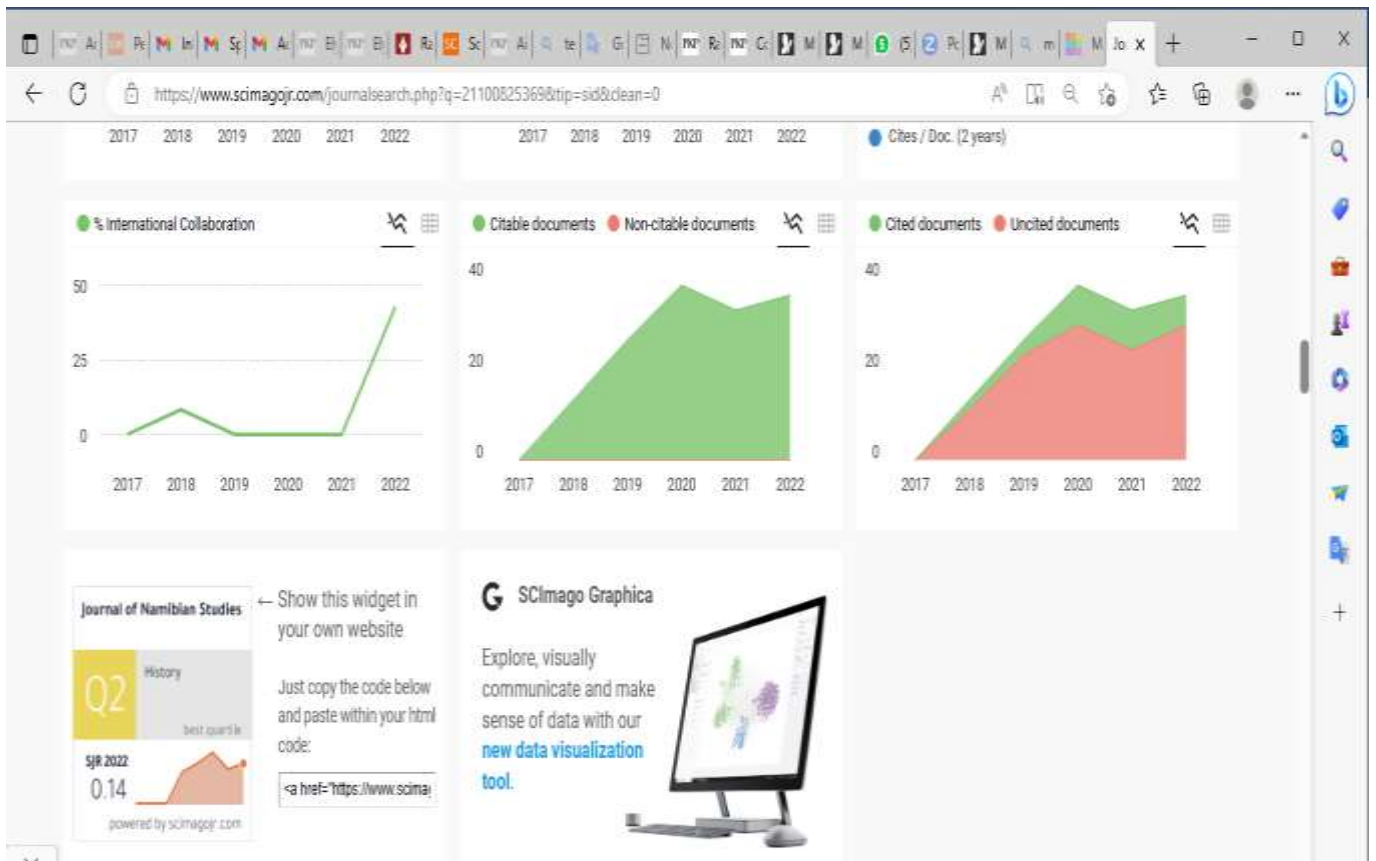 https://www.scimagojr.com/journalsearch.php?q=21100825369&tip=sid&clean=0
2017 2018 2019 2020 2021 2022
2017 2018 2019 2020 2021 2022
Cites / Doc. (2 years)
% International Collaboration
50
25
0
2017 2018 2019 2020 2021 2022
Citable documents Non-citable documents
40
20
0
2017 2018 2019 2020 2021 2022
Cited documents Uncited documents
40
20
0
2017 2018 2019 2020 2021 2022
Journal of Namibian Studies
Q2
History
best quartile
SJR 2022
0.14
powered by scimagojr.com
← Show this widget in
your own website
Just copy the code below
and paste within your html
code:
<a href="https://www.scimag
SCImago Graphica
Explore, visually
communicate and make
sense of data with our
new data visualization
tool.